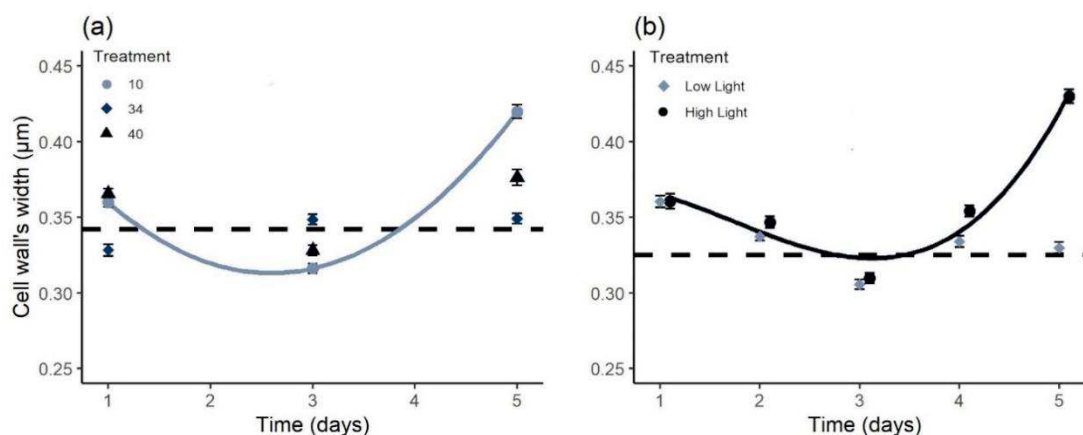 (a)
Treatment
10
34
40
0.45
0.40
0.35
0.30
0.25
Cell wall's width (μm)
1 2 3 4 5
Time (days)
(b)
Treatment
Low Light
High Light
0.45
0.40
0.35
0.30
0.25
1 2 3 4 5
Time (days)